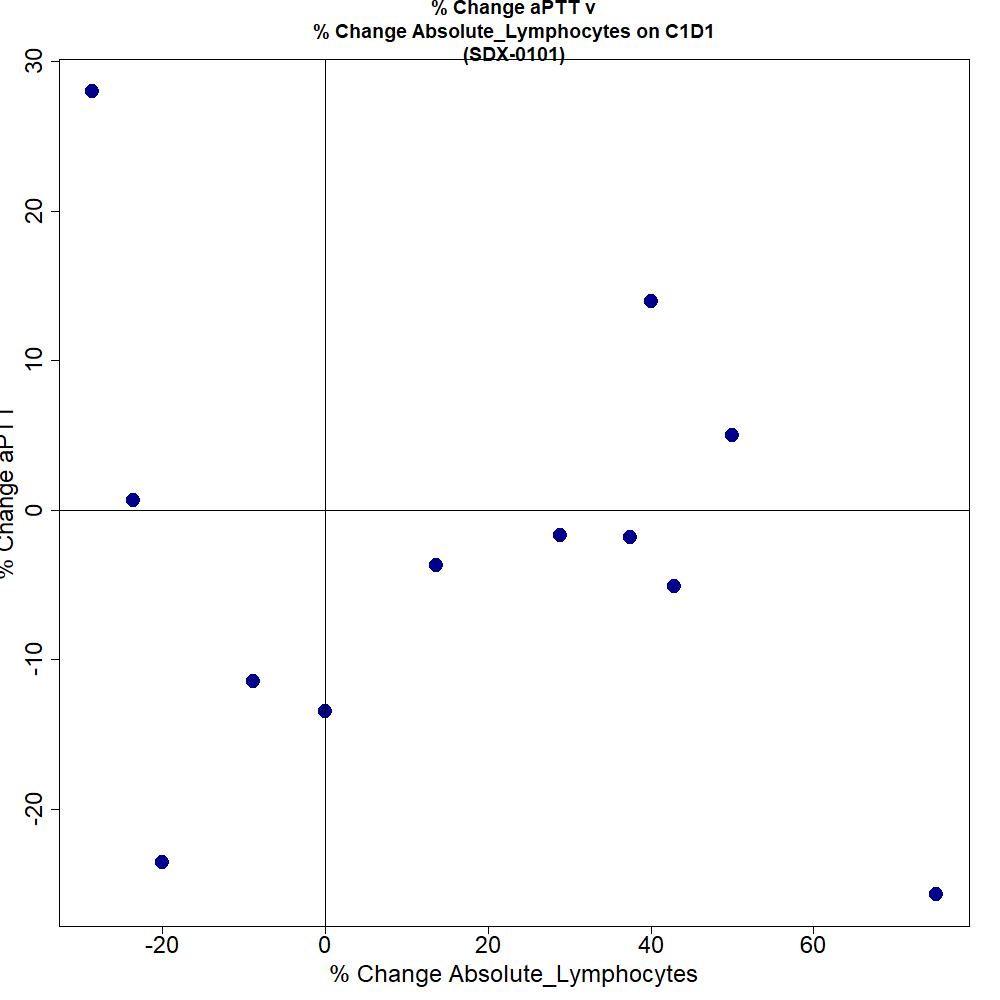 % Change aPTT v
% Change Absolute_Lymphocytes on C1D1
(SDX-0101)
30
20
10
0
-10
-20
% Change aPTT
-20 0 20 40 60
% Change Absolute_Lymphocytes